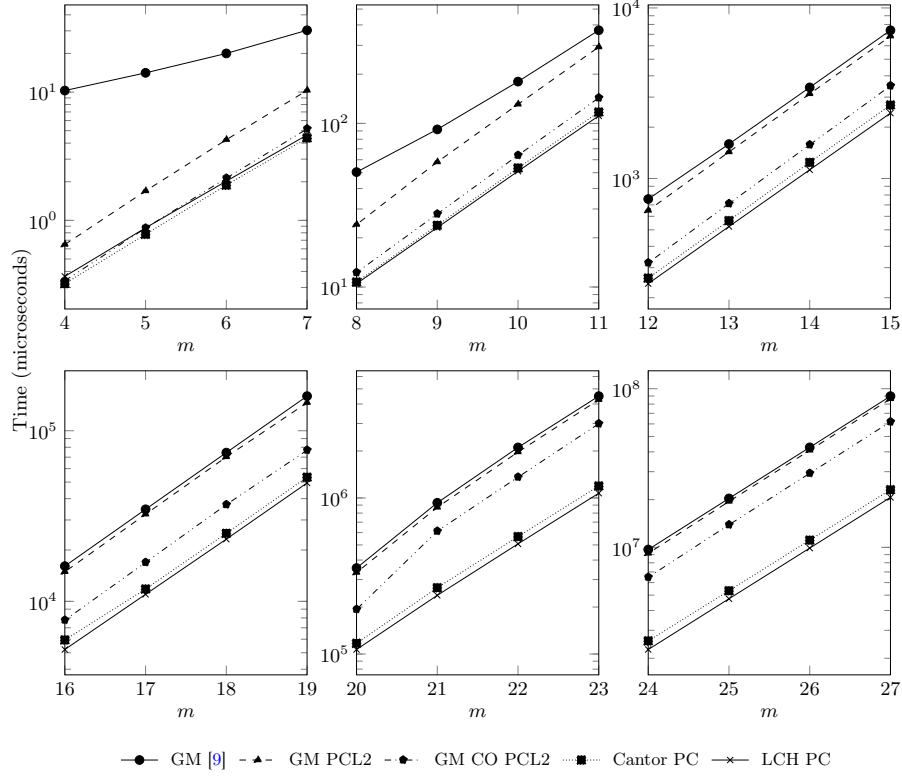 Time (microseconds)
10^1
10^0
4 5 6 7
m
10^2
10^1
8 9 10 11
m
10^4
10^3
12 13 14 15
m
10^5
10^4
16 17 18 19
m
10^6
10^5
20 21 22 23
m
10^8
10^7
24 25 26 27
m
GM [9] GM PCL2 GM CO PCL2 Cantor PC LCH PC